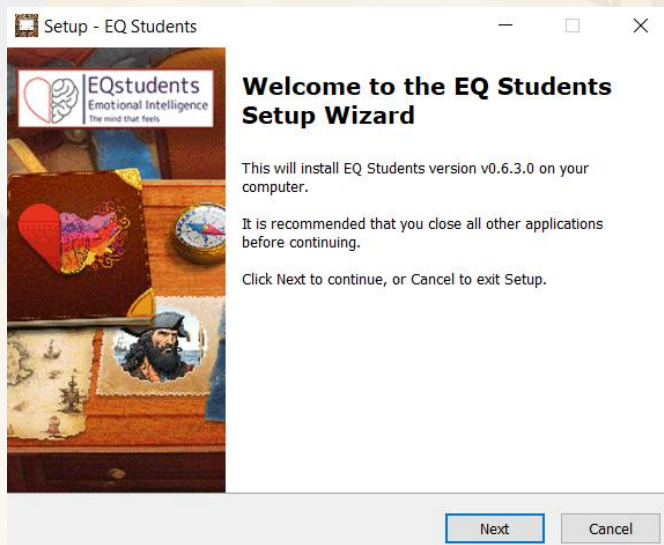 Setup - EQ Students
EQstudents
Emotional Intelligence
The mind that feels
Welcome to the EQ Students
Setup Wizard
This will install EQ Students version v0.6.3.0 on your
computer.
It is recommended that you close all other applications
before continuing.
Click Next to continue, or Cancel to exit Setup.
Next
Cancel